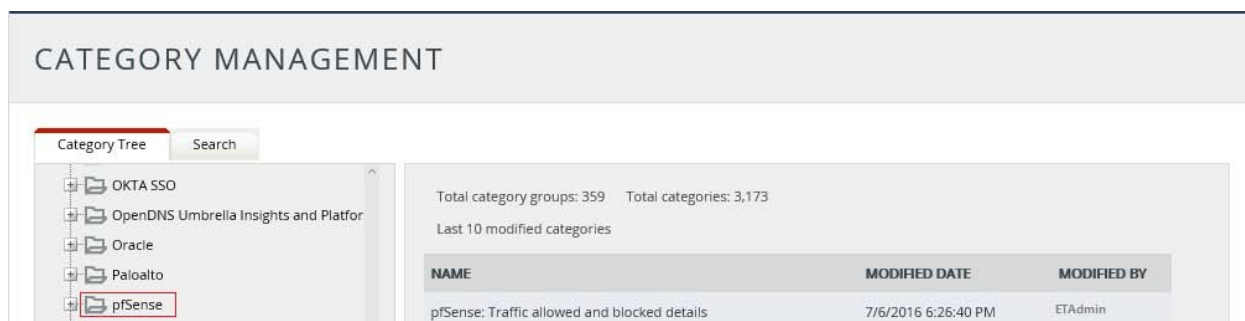 CATEGORY MANAGEMENT
Category Tree
Search
OKTA SSO
OpenDNS Umbrella Insights and Platfor
Oracle
Paloalto
pfSense
Total category groups: 359 Total categories: 3,173
Last 10 modified categories
NAME MODIFIED DATE MODIFIED BY
pfSense: Traffic allowed and blocked details 7/6/2016 6:26:40 PM ETAdmin